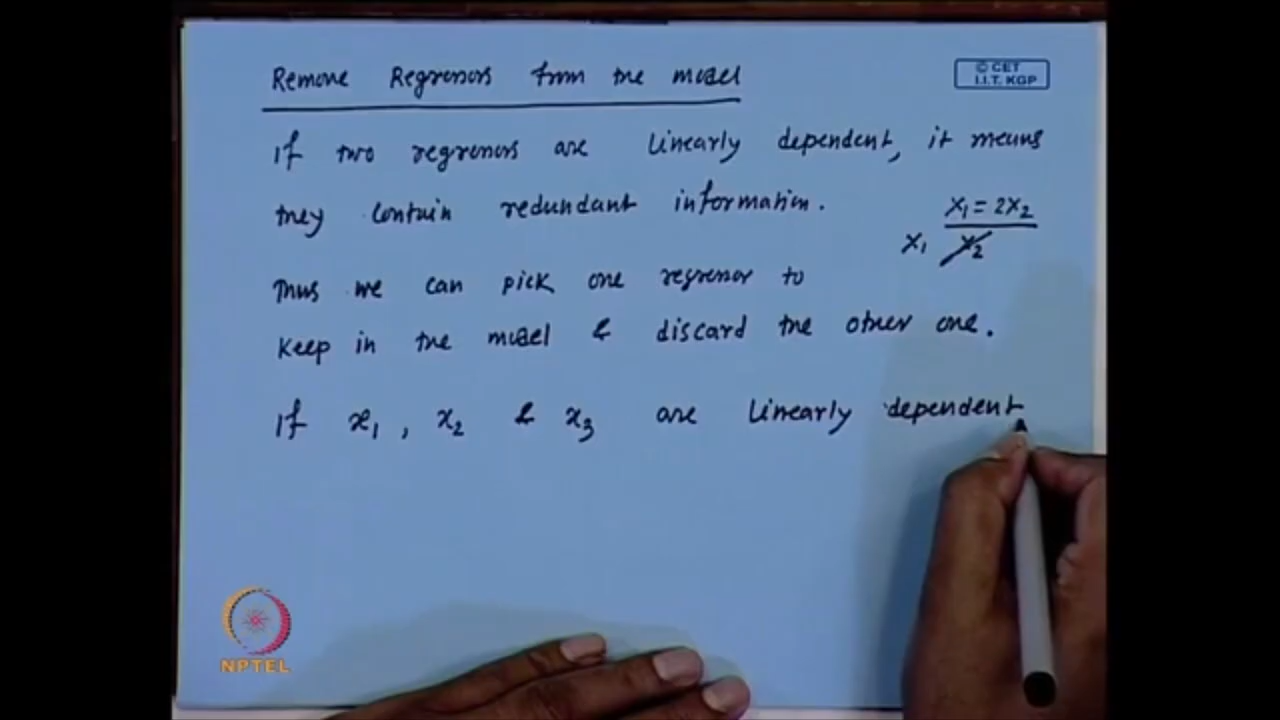 Remove Regressors from the model
© CET
I.I.T. KGP
If two regressors are linearly dependent, it means
they contain redundant information.
X₁ = 2X₂
X₁ X₂
Thus we can pick one regressor to
keep in the model & discard the other one.
If x₁, x₂ & x₃ are linearly dependent
NPTEL